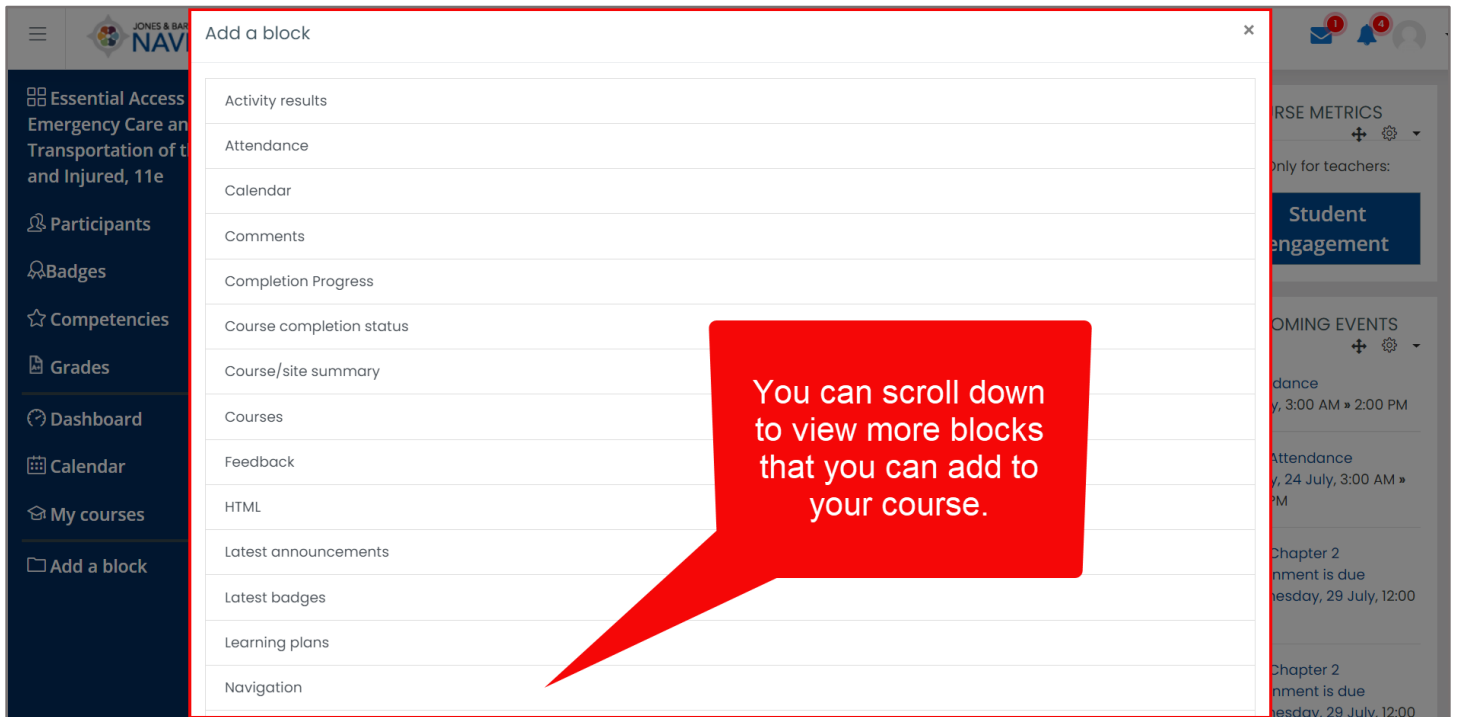 JONES & BAR
NAVI
Add a block
×
1
4
Essential Access
Emergency Care an
Transportation of t
and Injured, 11e
Participants
Badges
Competencies
Grades
Dashboard
Calendar
My courses
Add a block
Activity results
Attendance
Calendar
Comments
Completion Progress
Course completion status
Course/site summary
Courses
Feedback
HTML
Latest announcements
Latest badges
Learning plans
Navigation
You can scroll down
to view more blocks
that you can add to
your course.
RSE METRICS
Only for teachers:
Student
engagement
OMING EVENTS
dance
y, 3:00 AM » 2:00 PM
Attendance
y, 24 July, 3:00 AM »
PM
Chapter 2
nment is due
nesday, 29 July, 12:00
Chapter 2
nment is due
nesday, 29 July, 12:00